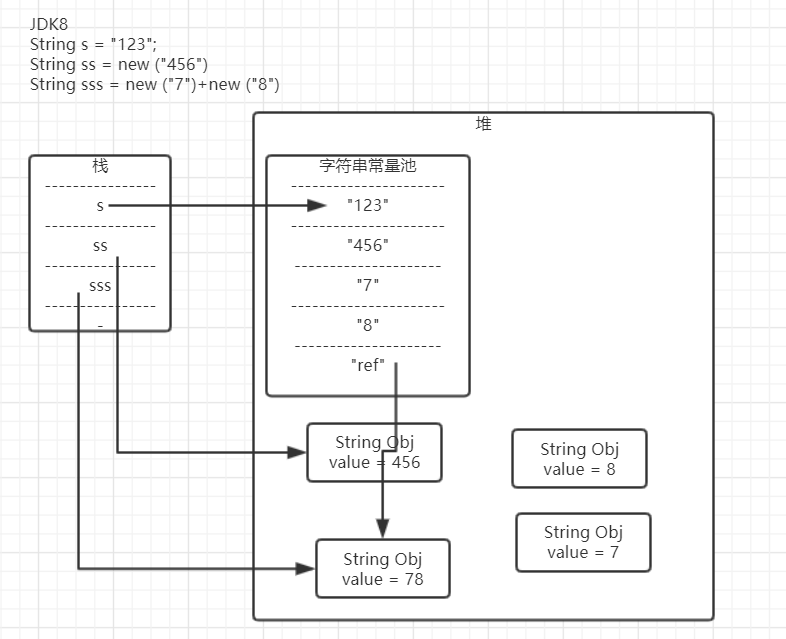 JDK8
String s = "123";
String ss = new ("456")
String sss = new ("7")+new ("8")
堆
栈
s
ss
sss
-
字符串常量池
"123"
"456"
"7"
"8"
"ref"
String Obj
value = 456
String Obj
value = 8
String Obj
value = 7
String Obj
value = 78